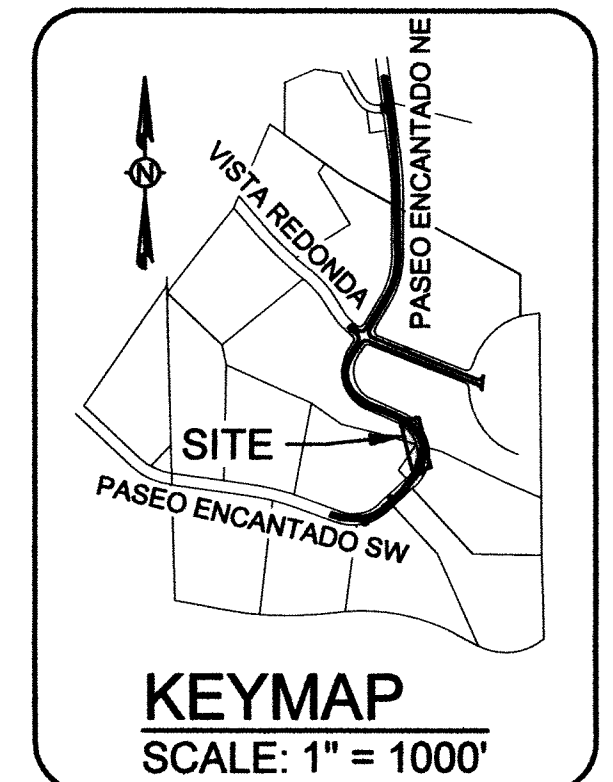 PASEO ENCANTADO NE
N
VISTA REDONDA
SITE
PASEO ENCANTADO SW
KEYMAP
SCALE: 1" = 1000'